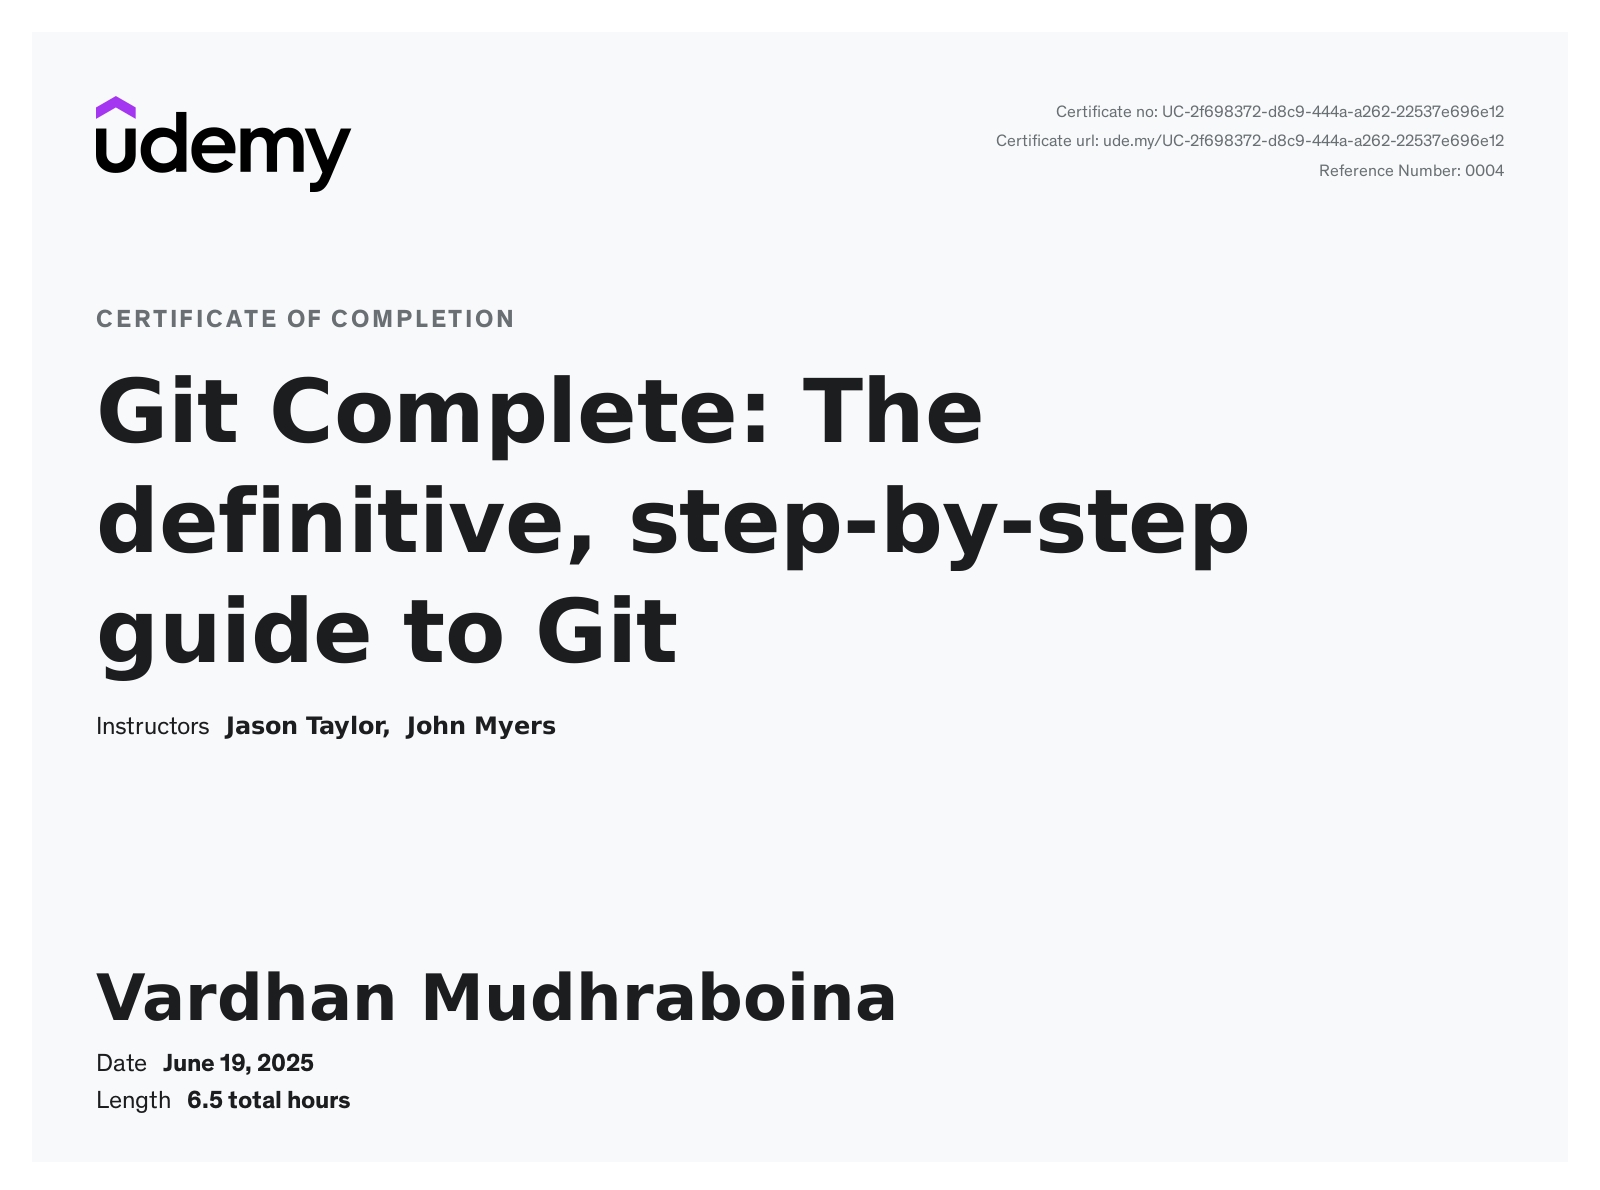 udemy
Certificate no: UC-2f698372-d8c9-444a-a262-22537e696e12
Certificate url: ude.my/UC-2f698372-d8c9-444a-a262-22537e696e12
Reference Number: 0004
CERTIFICATE OF COMPLETION
Git Complete: The
definitive, step-by-step
guide to Git
Instructors Jason Taylor, John Myers
Vardhan Mudhraboina
Date June 19, 2025
Length 6.5 total hours